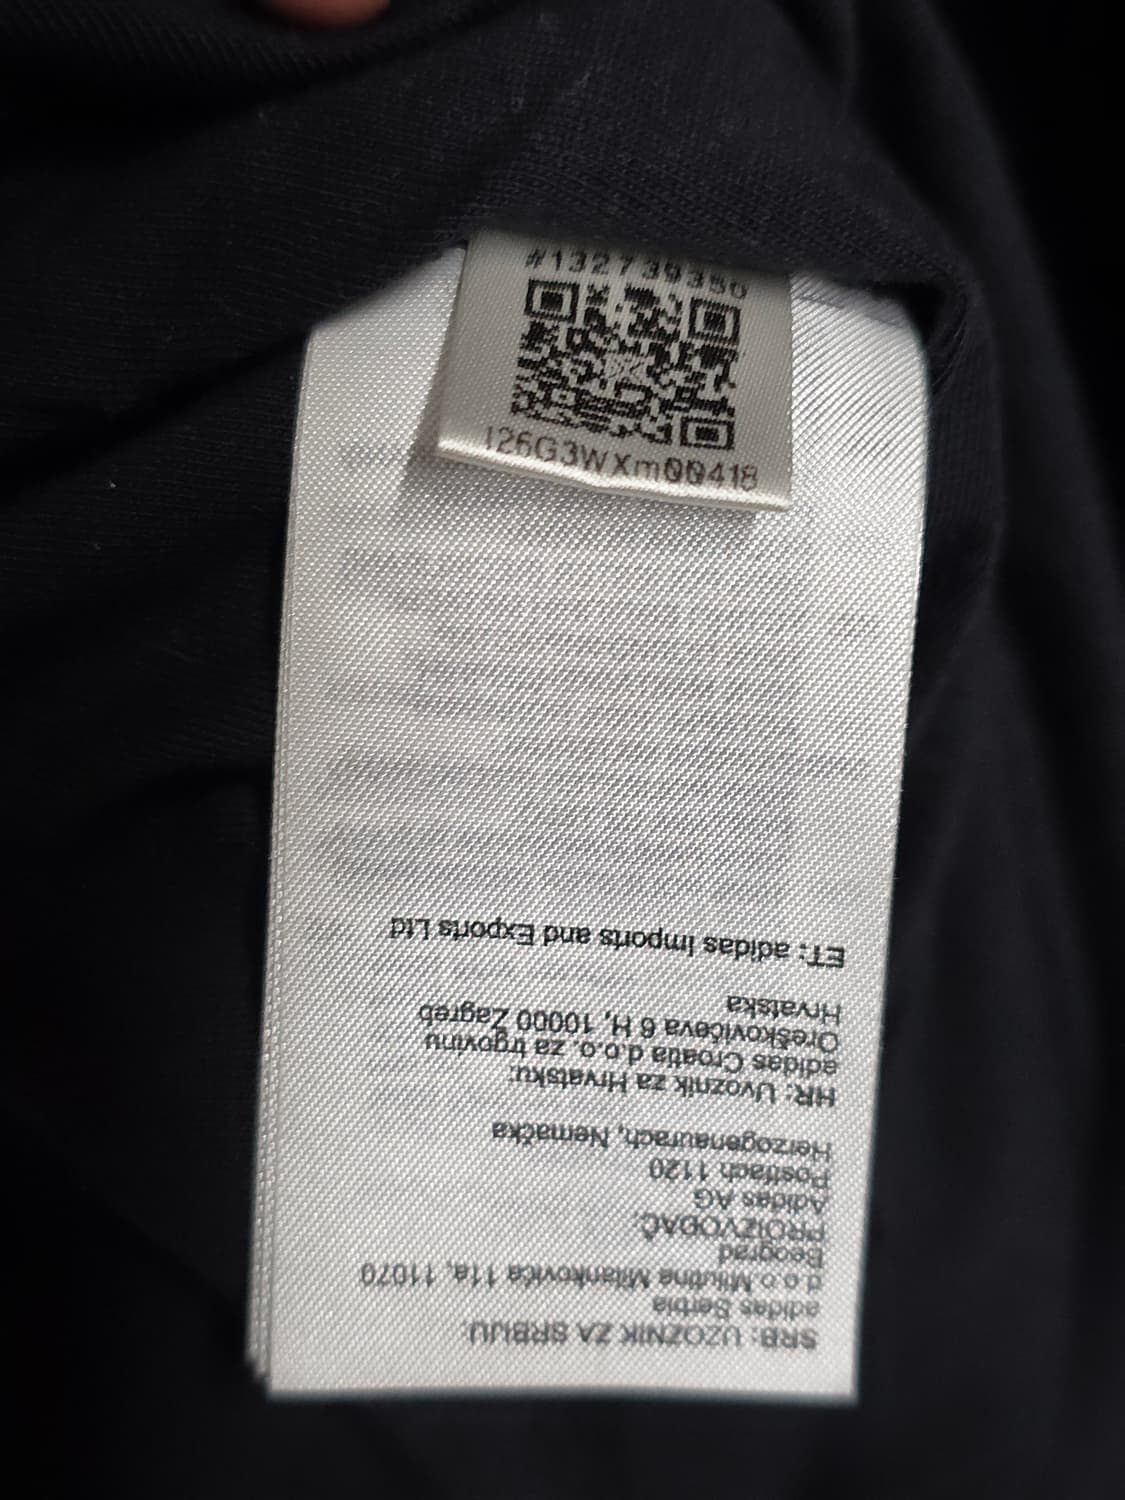 #132739350
126G3WXm00418
SRB: UZOZNIK ZA SRBIJU:
adidas Serbia
d.o.o Milutina Milankovića 11a, 11070
Beograd
PROIZVOĐAČ:
Adidas AG
Postfach 1120
Herzogenaurach, Nemačka
HR: Uvoznik za Hrvatsku:
adidas Croatia d.o.o. za trgovinu
Oreškovićeva 6 H, 10000 Zagreb
Hrvatska
ET: adidas Imports and Exports Ltd